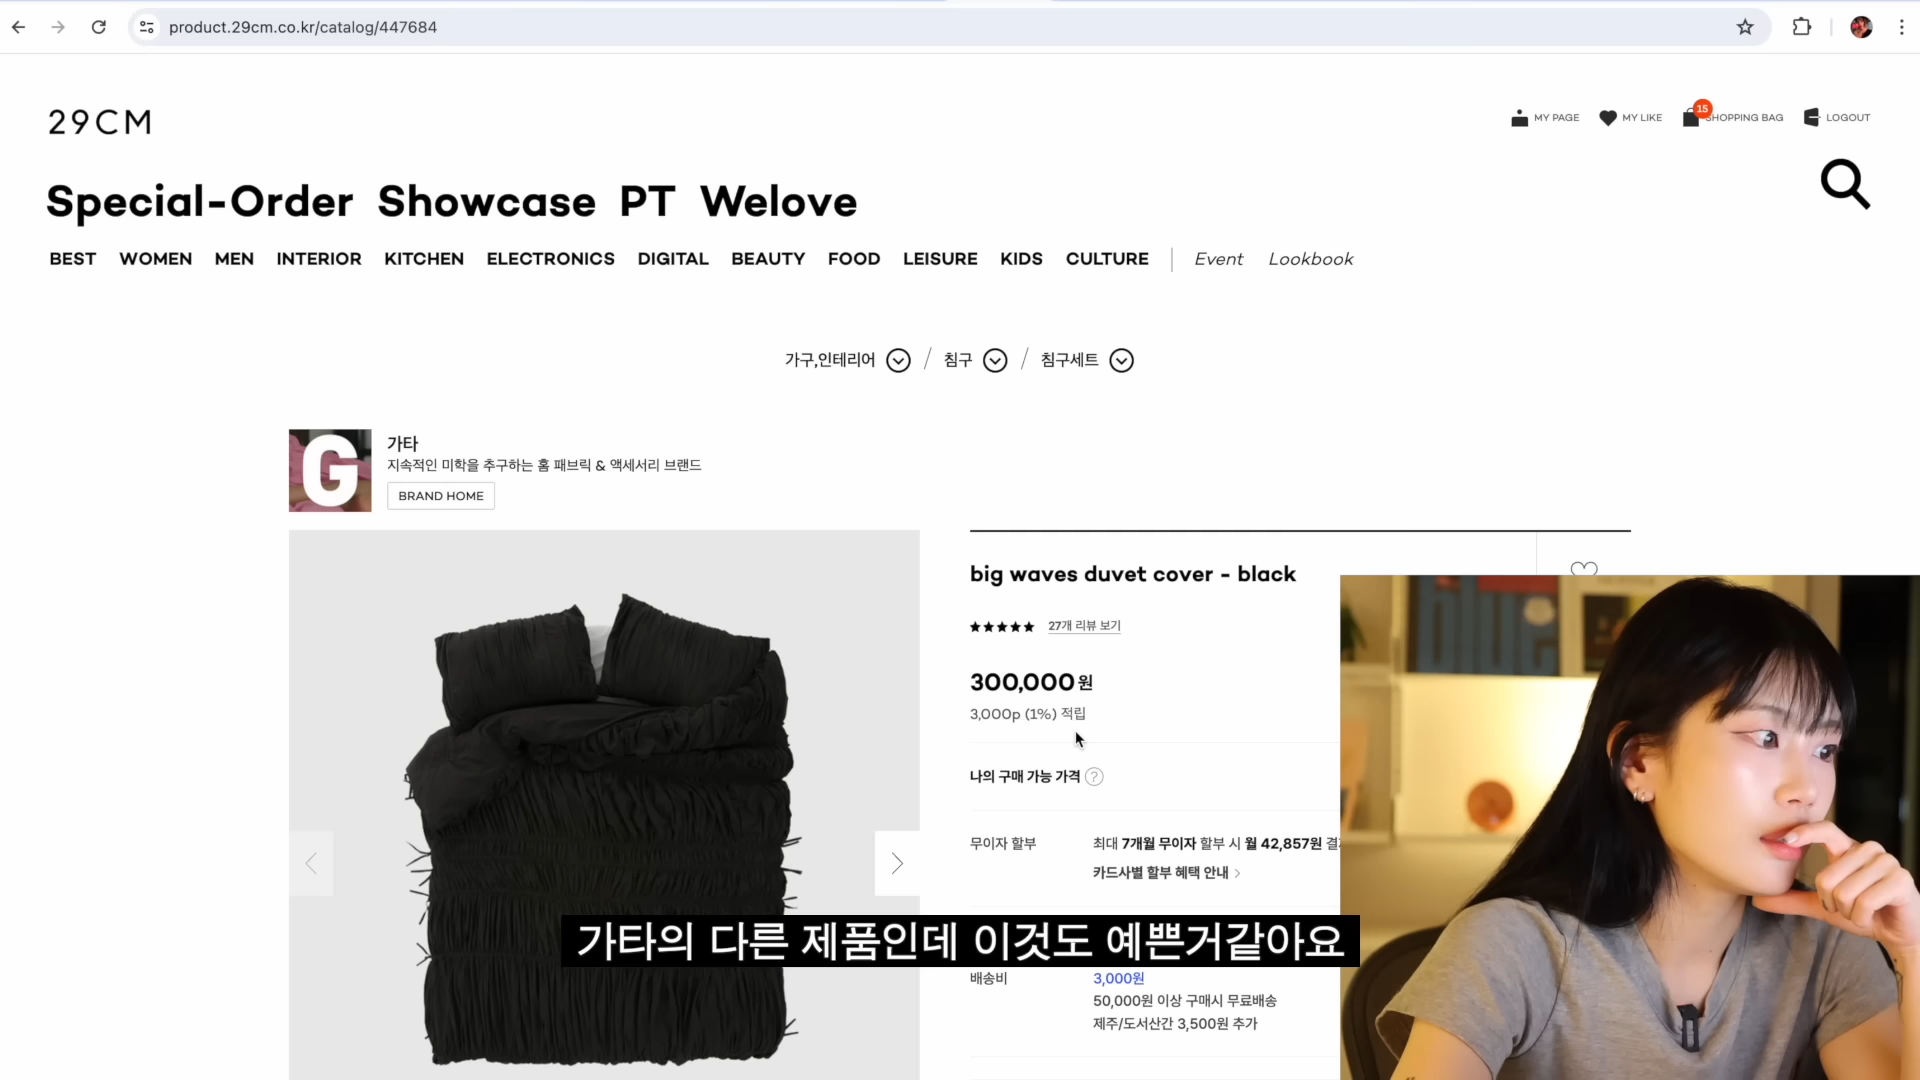 product.29cm.co.kr/catalog/447684
29CM
MY PAGE
MY LIKE
15
SHOPPING BAG
LOGOUT
Special-Order Showcase PT Welove
BEST WOMEN MEN INTERIOR KITCHEN ELECTRONICS DIGITAL BEAUTY FOOD LEISURE KIDS CULTURE Event Lookbook
가구,인테리어 / 침구 / 침구세트
G
가타
지속적인 미학을 추구하는 홈 패브릭 & 액세서리 브랜드
BRAND HOME
big waves duvet cover - black
27개 리뷰 보기
300,000원
3,000p (1%) 적립
나의 구매 가능 가격 ?
무이자 할부
최대 7개월 무이자 할부 시 월 42,857원
카드사별 할부 혜택 안내 >
가타의 다른 제품인데 이것도 예쁜거같아요
배송비
3,000원
50,000원 이상 구매시 무료배송
제주/도서산간 3,500원 추가